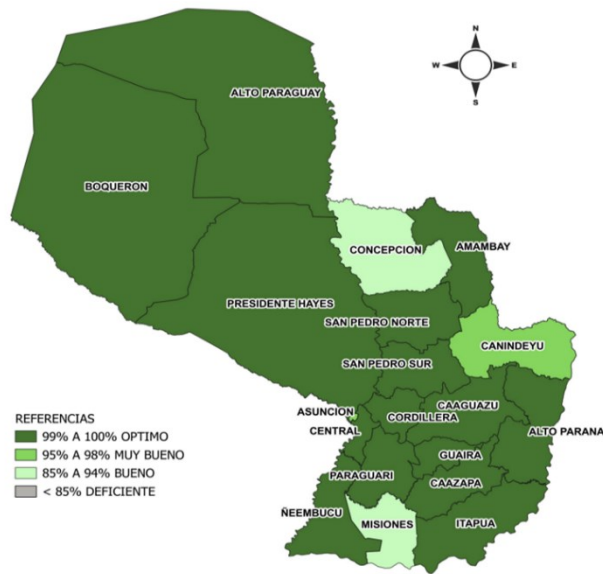 N
W E
S
ALTO PARAGUAY
BOQUERON
CONCEPCION
AMAMBAY
PRESIDENTE HAYES
SAN PEDRO NORTE
CANINDEYU
SAN PEDRO SUR
ASUNCION
CAAGUAZU
CORDILLERA
CENTRAL
ALTO PARANA
GUAIRA
PARAGUARI
CAAZAPA
ÑEEMBUCU
MISIONES
ITAPUA
REFERENCIAS
99% A 100% OPTIMO
95% A 98% MUY BUENO
85% A 94% BUENO
< 85% DEFICIENTE